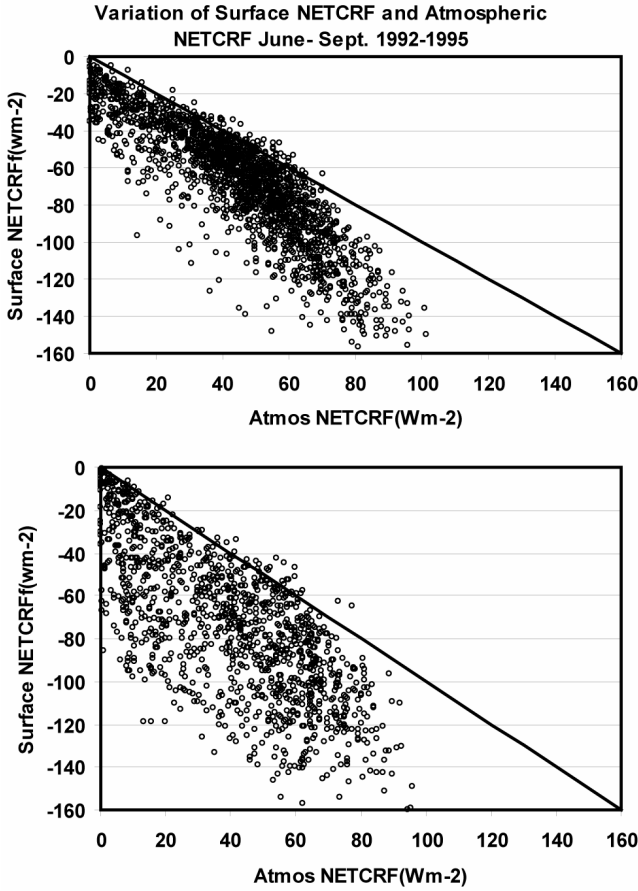 Variation of Surface NETCRF and Atmospheric
NETCRF June- Sept. 1992-1995
0
-20
-40
-60
-80
-100
-120
-140
-160
Surface NETCRFf(wm-2)
0 20 40 60 80 100 120 140 160
Atmos NETCRF(Wm-2)
0
-20
-40
-60
-80
-100
-120
-140
-160
Surface NETCRFf(wm-2)
0 20 40 60 80 100 120 140 160
Atmos NETCRF(Wm-2)